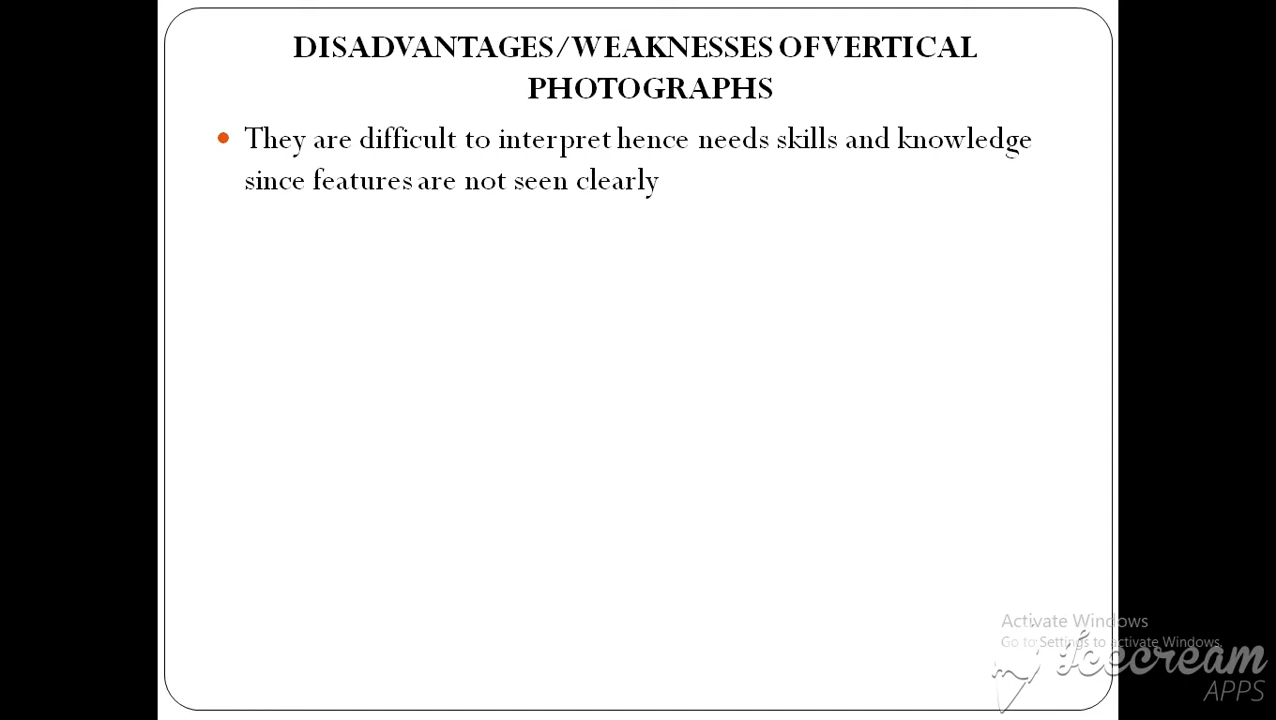 DISADVANTAGES/WEAKNESSES OFVERTICAL
PHOTOGRAPHS
They are difficult to interpret hence needs skills and knowledge
since features are not seen clearly
Activate Windows
Go to Settings to activate Windows.
Icecream
APPS